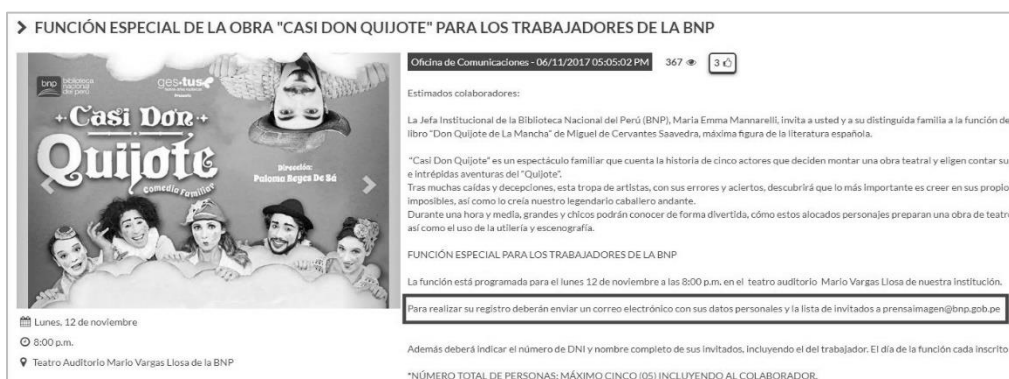 FUNCIÓN ESPECIAL DE LA OBRA "CASI DON QUIJOTE" PARA LOS TRABAJADORES DE LA BNP
bnp biblioteca nacional del perú
ges·tus
Presenta
Casi Don Quijote
Comedia Familiar
Dirección:
Paloma Reyes De Sá
Lunes, 12 de noviembre
8:00 p.m.
Teatro Auditorio Mario Vargas Llosa de la BNP
Oficina de Comunicaciones - 06/11/2017 05:05:02 PM 367 3
Estimados colaboradores:
La Jefa Institucional de la Biblioteca Nacional del Perú (BNP), Maria Emma Mannarelli, invita a usted y a su distinguida familia a la función de
libro "Don Quijote de La Mancha" de Miguel de Cervantes Saavedra, máxima figura de la literatura española.
"Casi Don Quijote" es un espectáculo familiar que cuenta la historia de cinco actores que deciden montar una obra teatral y eligen contar su
e intrépidas aventuras del "Quijote".
Tras muchas caídas y decepciones, esta tropa de artistas, con sus errores y aciertos, descubrirá que lo más importante es creer en sus propio
imposibles, así como lo creía nuestro legendario caballero andante.
Durante una hora y media, grandes y chicos podrán conocer de forma divertida, cómo estos alocados personajes preparan una obra de teatro
así como el uso de la utilería y escenografía.
FUNCIÓN ESPECIAL PARA LOS TRABAJADORES DE LA BNP
La función está programada para el lunes 12 de noviembre a las 8:00 p.m. en el teatro auditorio Mario Vargas Llosa de nuestra institución.
Para realizar su registro deberán enviar un correo electrónico con sus datos personales y la lista de invitados a prensaimagen@bnp.gob.pe
Además deberá indicar el número de DNI y nombre completo de sus invitados, incluyendo el del trabajador. El día de la función cada inscrito
*NÚMERO TOTAL DE PERSONAS: MÁXIMO CINCO (05) INCLUYENDO AL COLABORADOR.